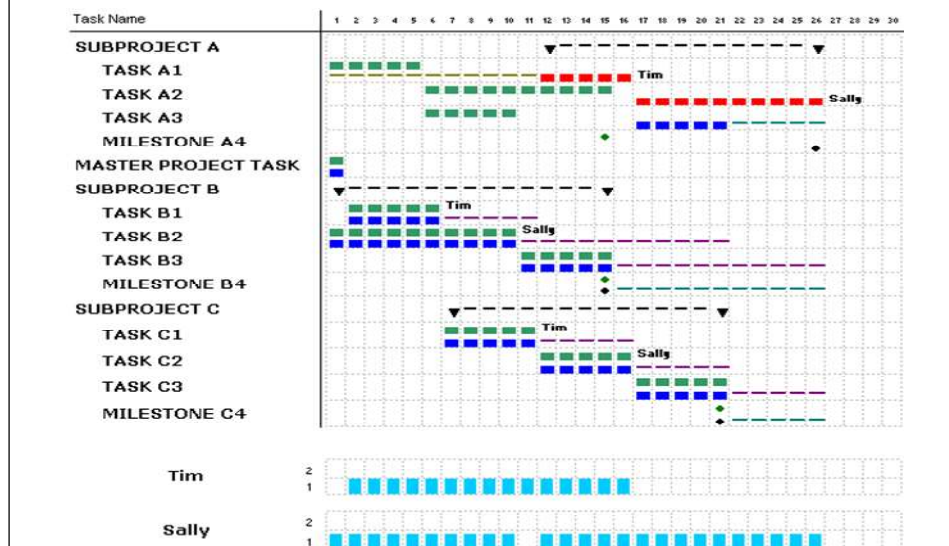 Task Name 1 2 3 4 5 6 7 8 9 10 11 12 13 14 15 16 17 18 19 20 21 22 23 24 25 26 27 28 29 30
SUBPROJECT A
TASK A1 Tim
TASK A2 Sally
TASK A3
MILESTONE A4
MASTER PROJECT TASK
SUBPROJECT B
TASK B1 Tim
TASK B2 Sally
TASK B3
MILESTONE B4
SUBPROJECT C
TASK C1 Tim
TASK C2 Sally
TASK C3
MILESTONE C4
2
Tim 1
2
Sally 1